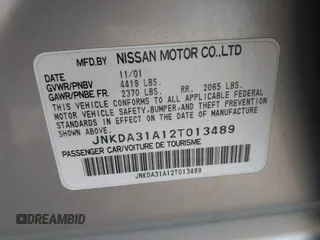 MFD.BY NISSAN MOTOR CO.,LTD
DATE 11/01
GVWR/PNBV 4419 LBS.
GAWR/PNBE FR. 2370 LBS. RR. 2065 LBS.
THIS VEHICLE CONFORMS TO ALL APPLICABLE FEDERAL
MOTOR VEHICLE SAFETY, BUMPER, AND THEFT PREVENTION
STANDARDS IN EFFECT ON THE DATE OF MANUFACTURE
SHOWN ABOVE.
JNKDA31A12T013489
PASSENGER CAR/VOITURE DE TOURISME
JNKDA31A12T013489
DREAMBID